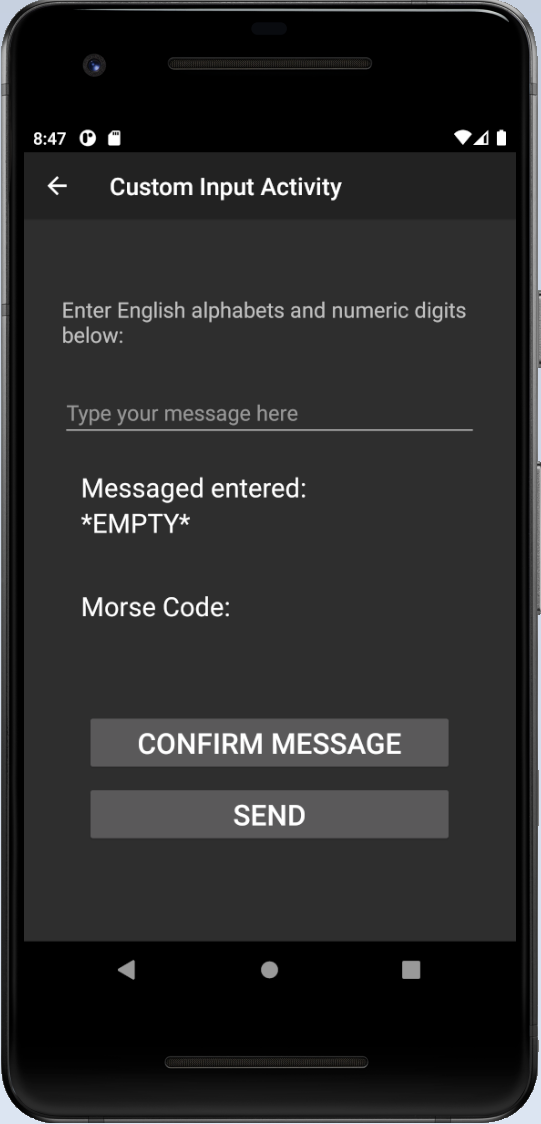 8:47
Custom Input Activity
Enter English alphabets and numeric digits
below:
Type your message here
Messaged entered:
*EMPTY*
Morse Code:
CONFIRM MESSAGE
SEND